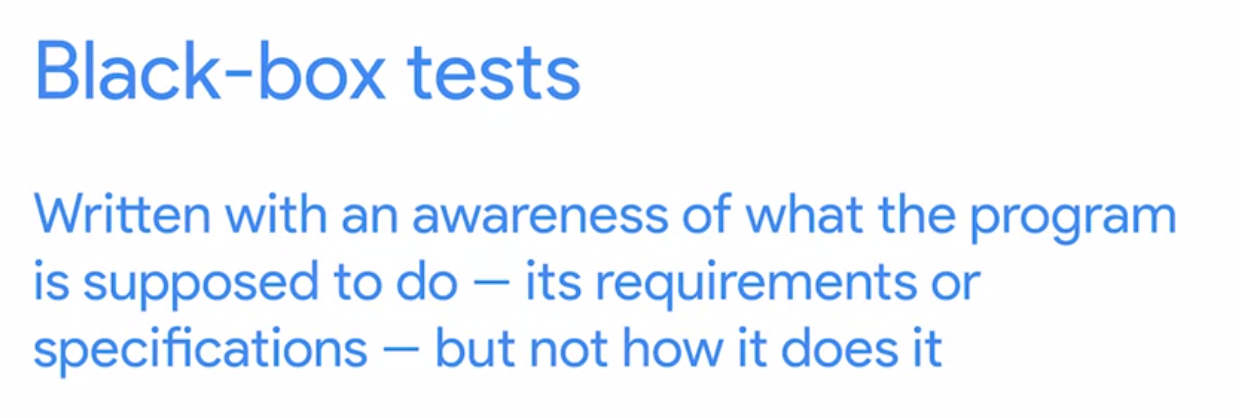 Black-box tests
Written with an awareness of what the program
is supposed to do — its requirements or
specifications — but not how it does it